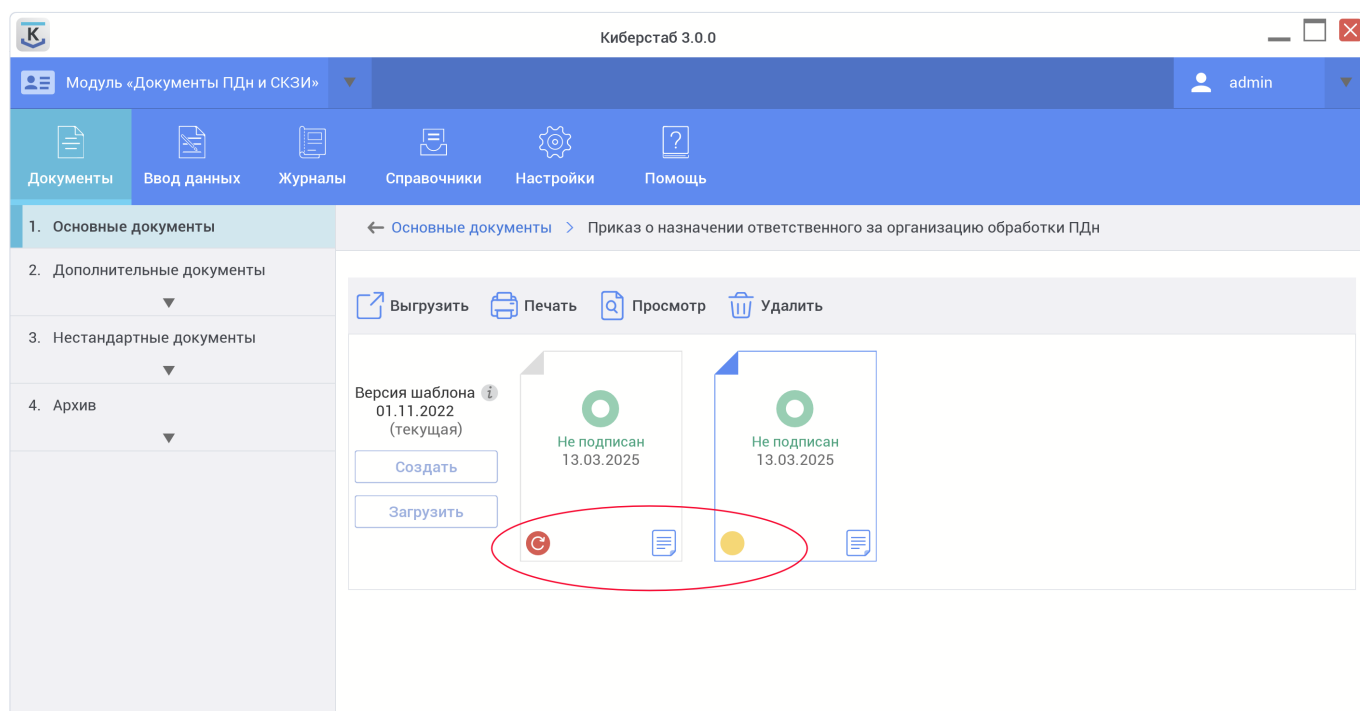 K
Киберстаб 3.0.0
Модуль «Документы ПДн и СКЗИ»
admin
Документы
Ввод данных
Журналы
Справочники
Настройки
?
Помощь
1. Основные документы
2. Дополнительные документы
3. Нестандартные документы
4. Архив
← Основные документы > Приказ о назначении ответственного за организацию обработки ПДн
Выгрузить
Печать
Просмотр
Удалить
Версия шаблона i
01.11.2022
(текущая)
Создать
Загрузить
Не подписан
13.03.2025
Не подписан
13.03.2025